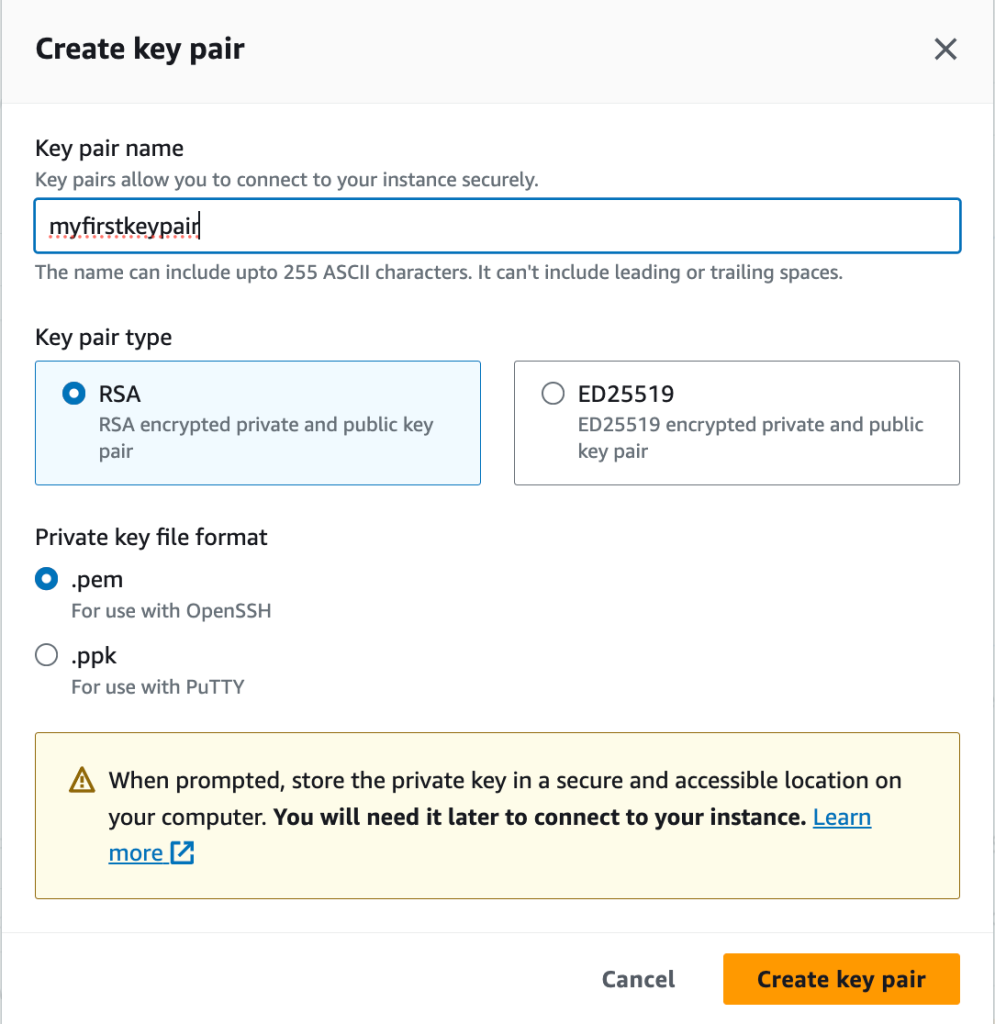 Create key pair
Key pair name
Key pairs allow you to connect to your instance securely.
myfirstkeypair
The name can include upto 255 ASCII characters. It can't include leading or trailing spaces.
Key pair type
RSA
RSA encrypted private and public key
pair
ED25519
ED25519 encrypted private and public
key pair
Private key file format
.pem
For use with OpenSSH
.ppk
For use with PuTTY
When prompted, store the private key in a secure and accessible location on
your computer. You will need it later to connect to your instance. Learn
more
Cancel
Create key pair